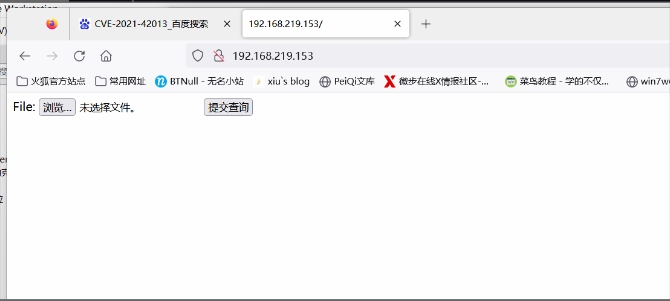 e Workstation
CVE-2021-42013_百度搜索
192.168.219.153/
192.168.219.153
火狐官方站点 常用网址 BTNull - 无名小站 xiu`s blog PeiQi文库 微步在线X情报社区-... 菜鸟教程 - 学的不仅... win7w
File: 浏览... 未选择文件。 提交查询